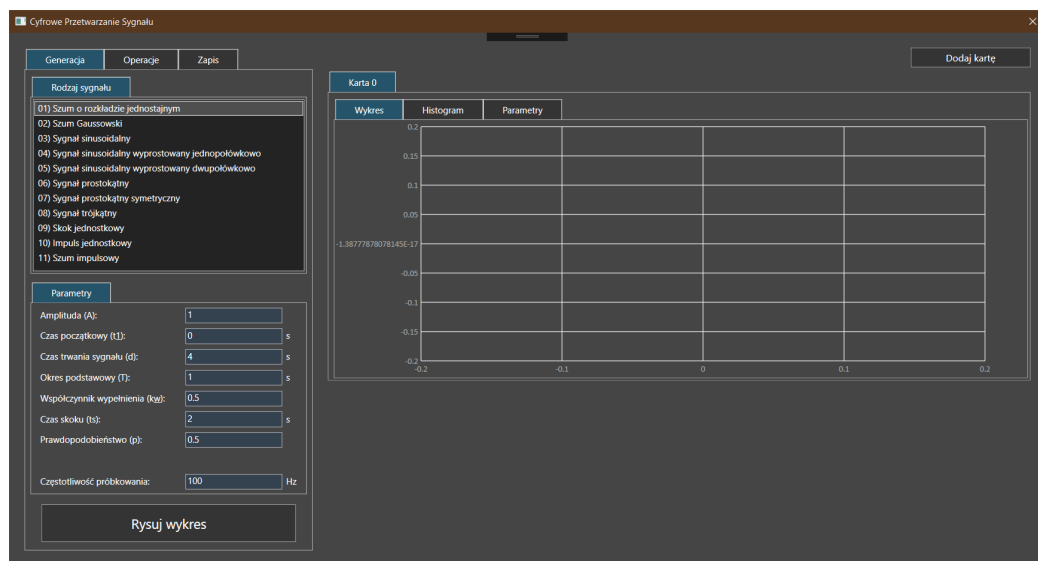 Cyfrowe Przetwarzanie Sygnału
Generacja Operacje Zapis
Dodaj kartę
Rodzaj sygnału
01) Szum o rozkładzie jednostajnym
02) Szum Gaussowski
03) Sygnał sinusoidalny
04) Sygnał sinusoidalny wyprostowany jednopołówkowo
05) Sygnał sinusoidalny wyprostowany dwupołówkowo
06) Sygnał prostokątny
07) Sygnał prostokątny symetryczny
08) Sygnał trójkątny
09) Skok jednostkowy
10) Impuls jednostkowy
11) Szum impulsowy
Parametry
Amplituda (A): 1
Czas początkowy (t1): 0 s
Czas trwania sygnału (d): 4 s
Okres podstawowy (T): 1 s
Współczynnik wypełnienia (kw): 0.5
Czas skoku (ts): 2 s
Prawdopodobieństwo (p): 0.5
Częstotliwość próbkowania: 100 Hz
Rysuj wykres
Karta 0
Wykres Histogram Parametry
0.2
0.15
0.1
0.05
-1.38777878078145E-17
-0.05
-0.1
-0.15
-0.2
-0.2 -0.1 0 0.1 0.2